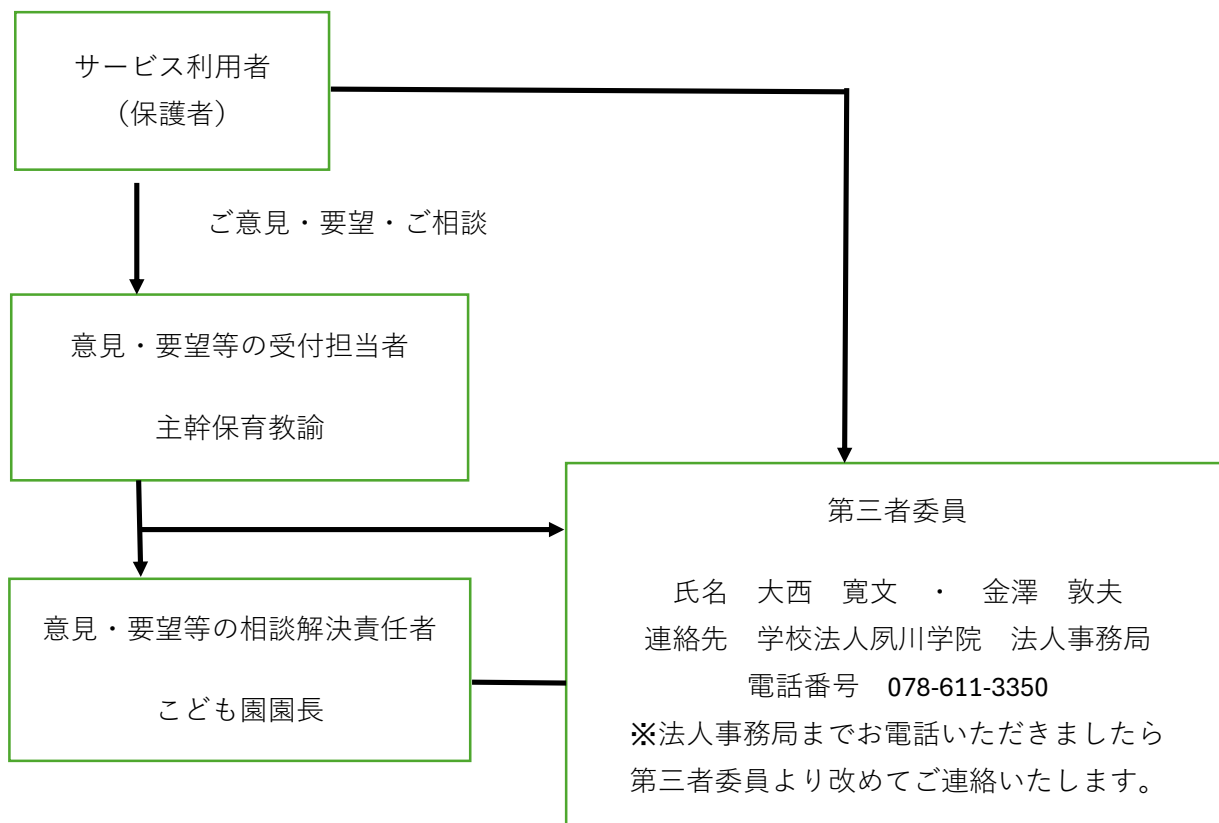 サービス利用者
（保護者）
ご意見・要望・ご相談
意見・要望等の受付担当者
主幹保育教諭
意見・要望等の相談解決責任者
こども園園長
第三者委員
氏名　大西　寛文　・　金澤　敦夫
連絡先　学校法人夙川学院　法人事務局
電話番号　078-611-3350
※法人事務局までお電話いただきましたら
第三者委員より改めてご連絡いたします。